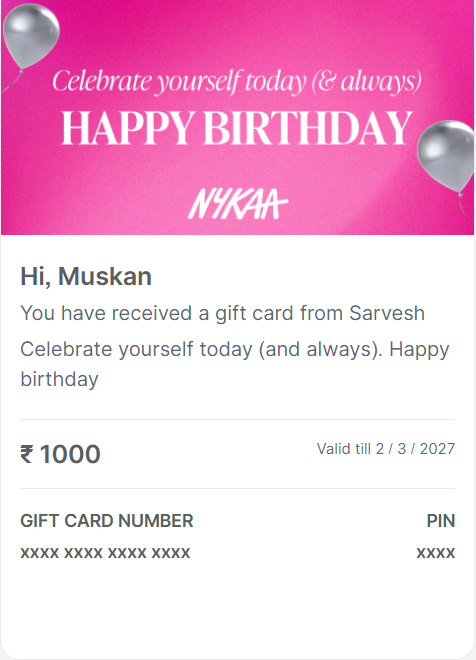 Celebrate yourself today (& always)
HAPPY BIRTHDAY
NYKAA
Hi, Muskan
You have received a gift card from Sarvesh
Celebrate yourself today (and always). Happy
birthday
₹ 1000 Valid till 2 / 3 / 2027
GIFT CARD NUMBER PIN
xxxx xxxx xxxx xxxx xxxx